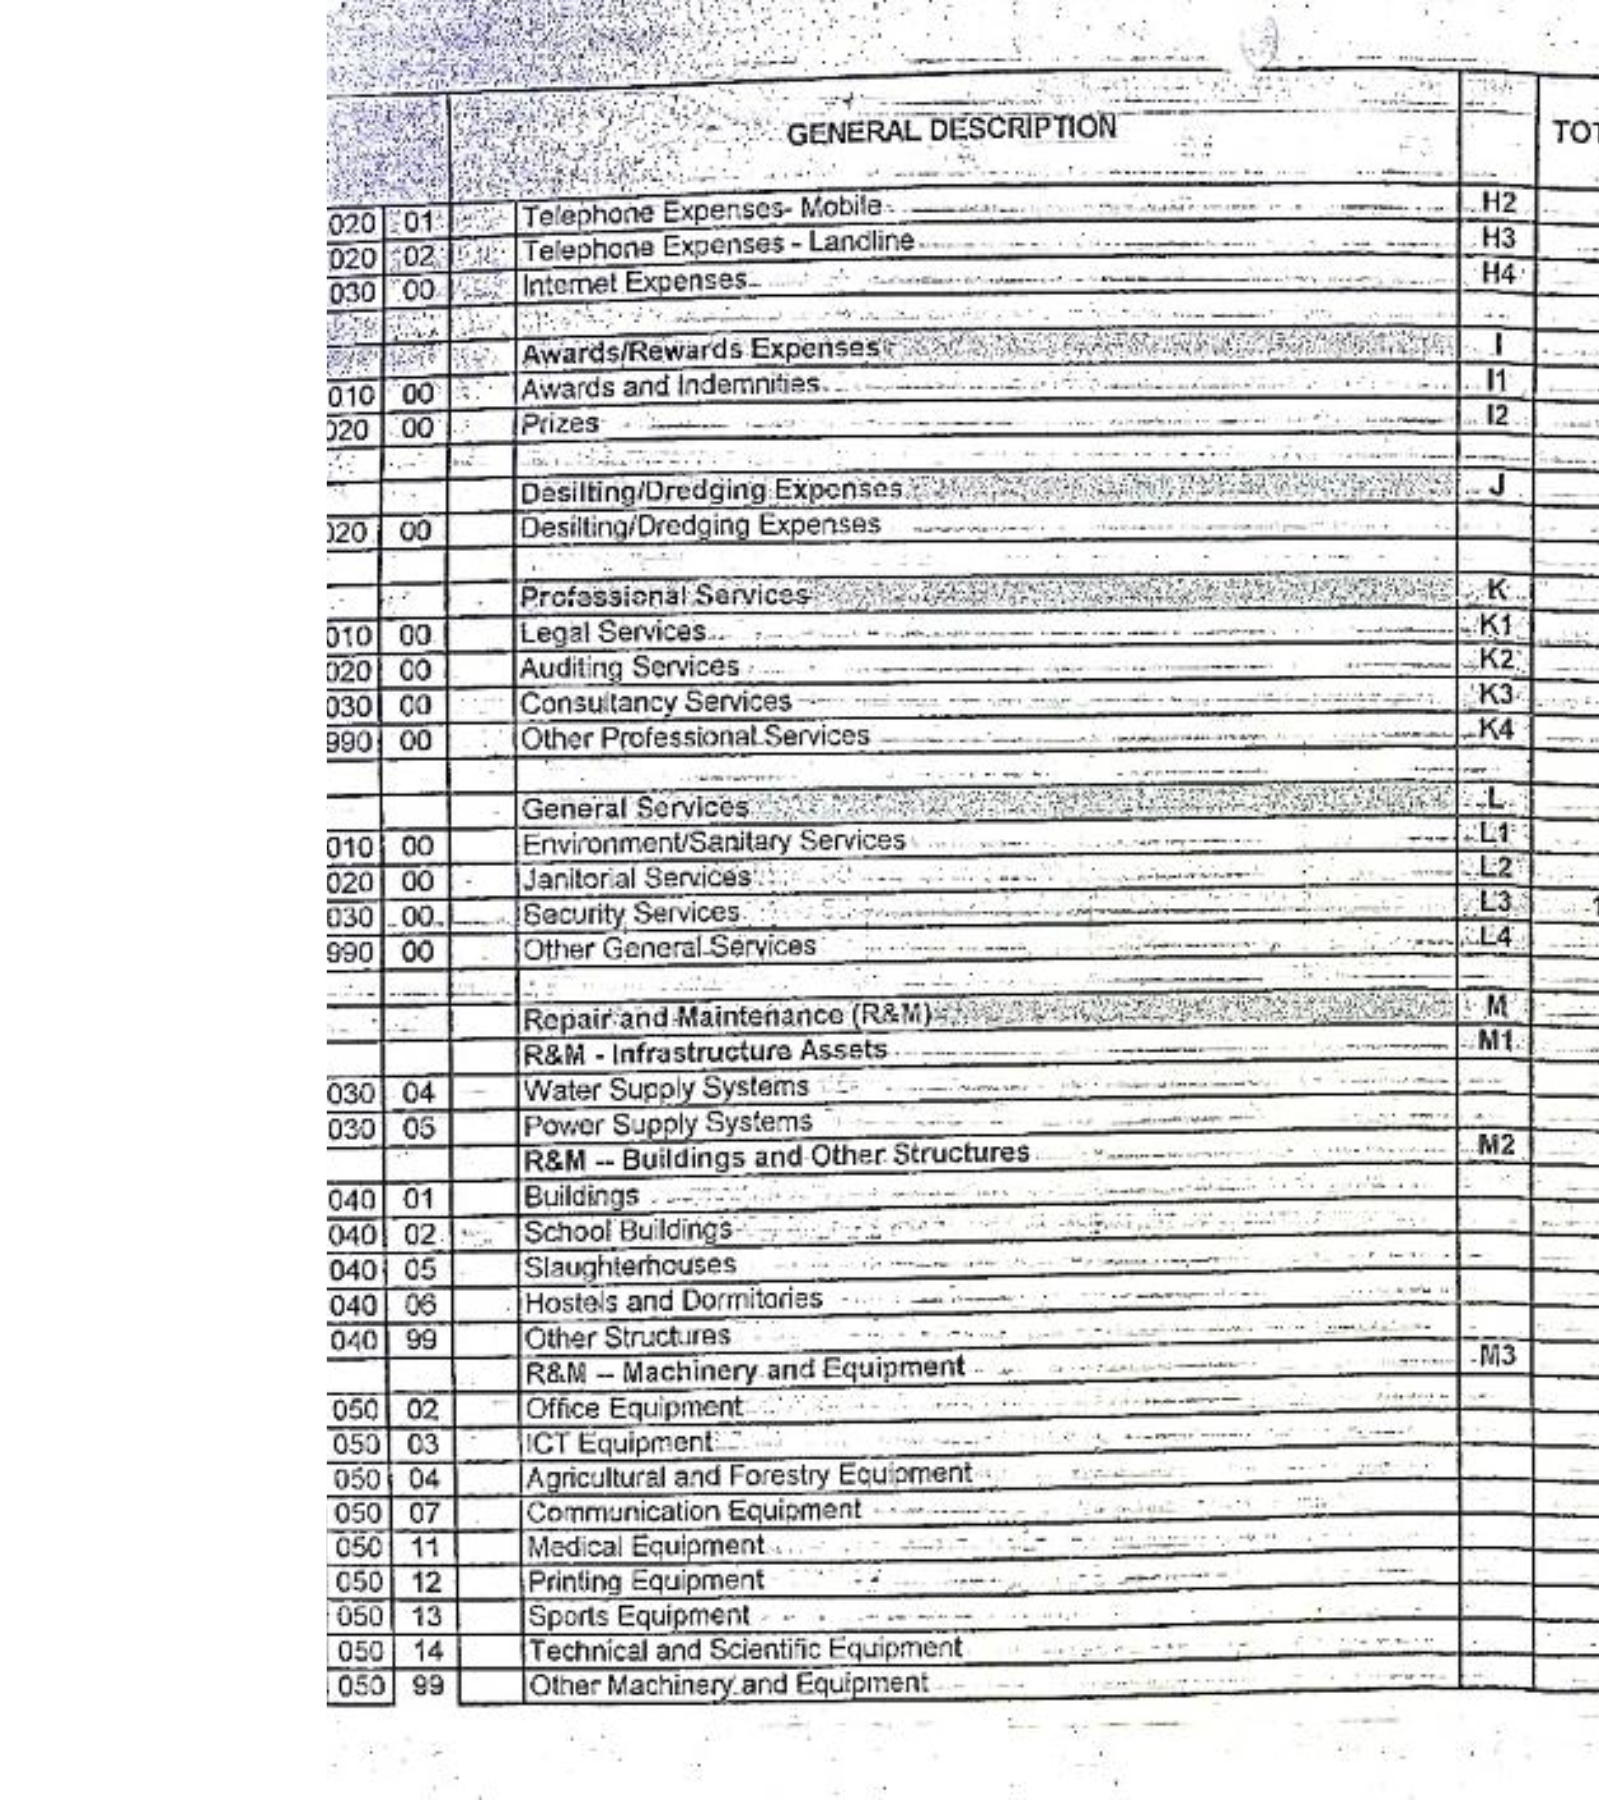 GENERAL DESCRIPTION
020 01 Telephone Expenses- Mobile H2
020 02 Telephone Expenses - Landline H3
030 00 Internet Expenses H4
Awards/Rewards Expenses I
010 00 Awards and Indemnities I1
020 00 Prizes I2
Desilting/Dredging Expenses J
020 00 Desilting/Dredging Expenses
Professional Services K
010 00 Legal Services K1
020 00 Auditing Services K2
030 00 Consultancy Services K3
990 00 Other Professional Services K4
General Services L
010 00 Environment/Sanitary Services L1
020 00 Janitorial Services L2
030 00 Security Services L3
990 00 Other General Services L4
Repair and Maintenance (R&M) M
R&M - Infrastructure Assets M1
030 04 Water Supply Systems
030 05 Power Supply Systems
R&M -- Buildings and Other Structures M2
040 01 Buildings
040 02 School Buildings
040 05 Slaughterhouses
040 06 Hostels and Dormitories
040 99 Other Structures
R&M -- Machinery and Equipment M3
050 02 Office Equipment
050 03 ICT Equipment
050 04 Agricultural and Forestry Equipment
050 07 Communication Equipment
050 11 Medical Equipment
050 12 Printing Equipment
050 13 Sports Equipment
050 14 Technical and Scientific Equipment
050 99 Other Machinery and Equipment